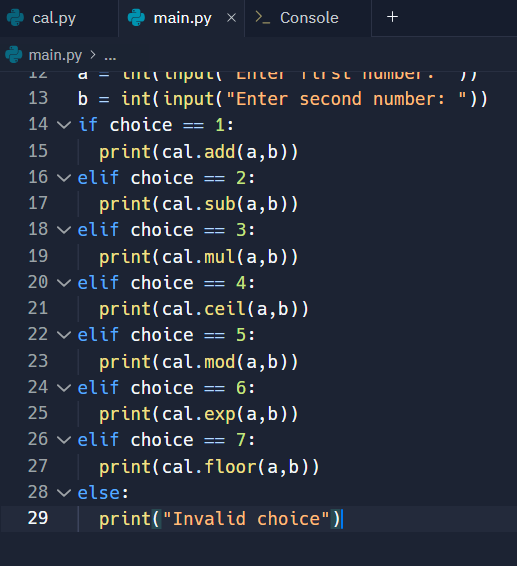 cal.py main.py × >_ Console +
main.py > ...
12 a = int(input("Enter first number: "))
13 b = int(input("Enter second number: "))
14 if choice == 1:
15 print(cal.add(a,b))
16 elif choice == 2:
17 print(cal.sub(a,b))
18 elif choice == 3:
19 print(cal.mul(a,b))
20 elif choice == 4:
21 print(cal.ceil(a,b))
22 elif choice == 5:
23 print(cal.mod(a,b))
24 elif choice == 6:
25 print(cal.exp(a,b))
26 elif choice == 7:
27 print(cal.floor(a,b))
28 else:
29 print("Invalid choice")